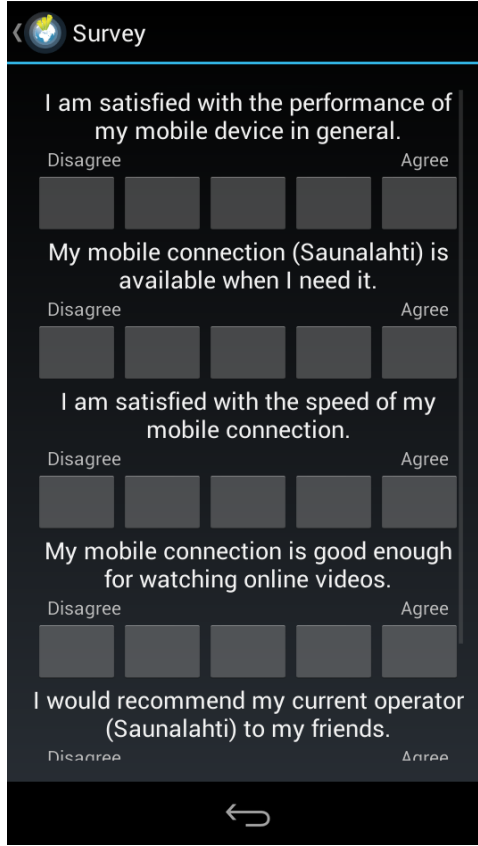 Survey
I am satisfied with the performance of
my mobile device in general.
Disagree Agree
My mobile connection (Saunalahti) is
available when I need it.
Disagree Agree
I am satisfied with the speed of my
mobile connection.
Disagree Agree
My mobile connection is good enough
for watching online videos.
Disagree Agree
I would recommend my current operator
(Saunalahti) to my friends.
Disagree Agree